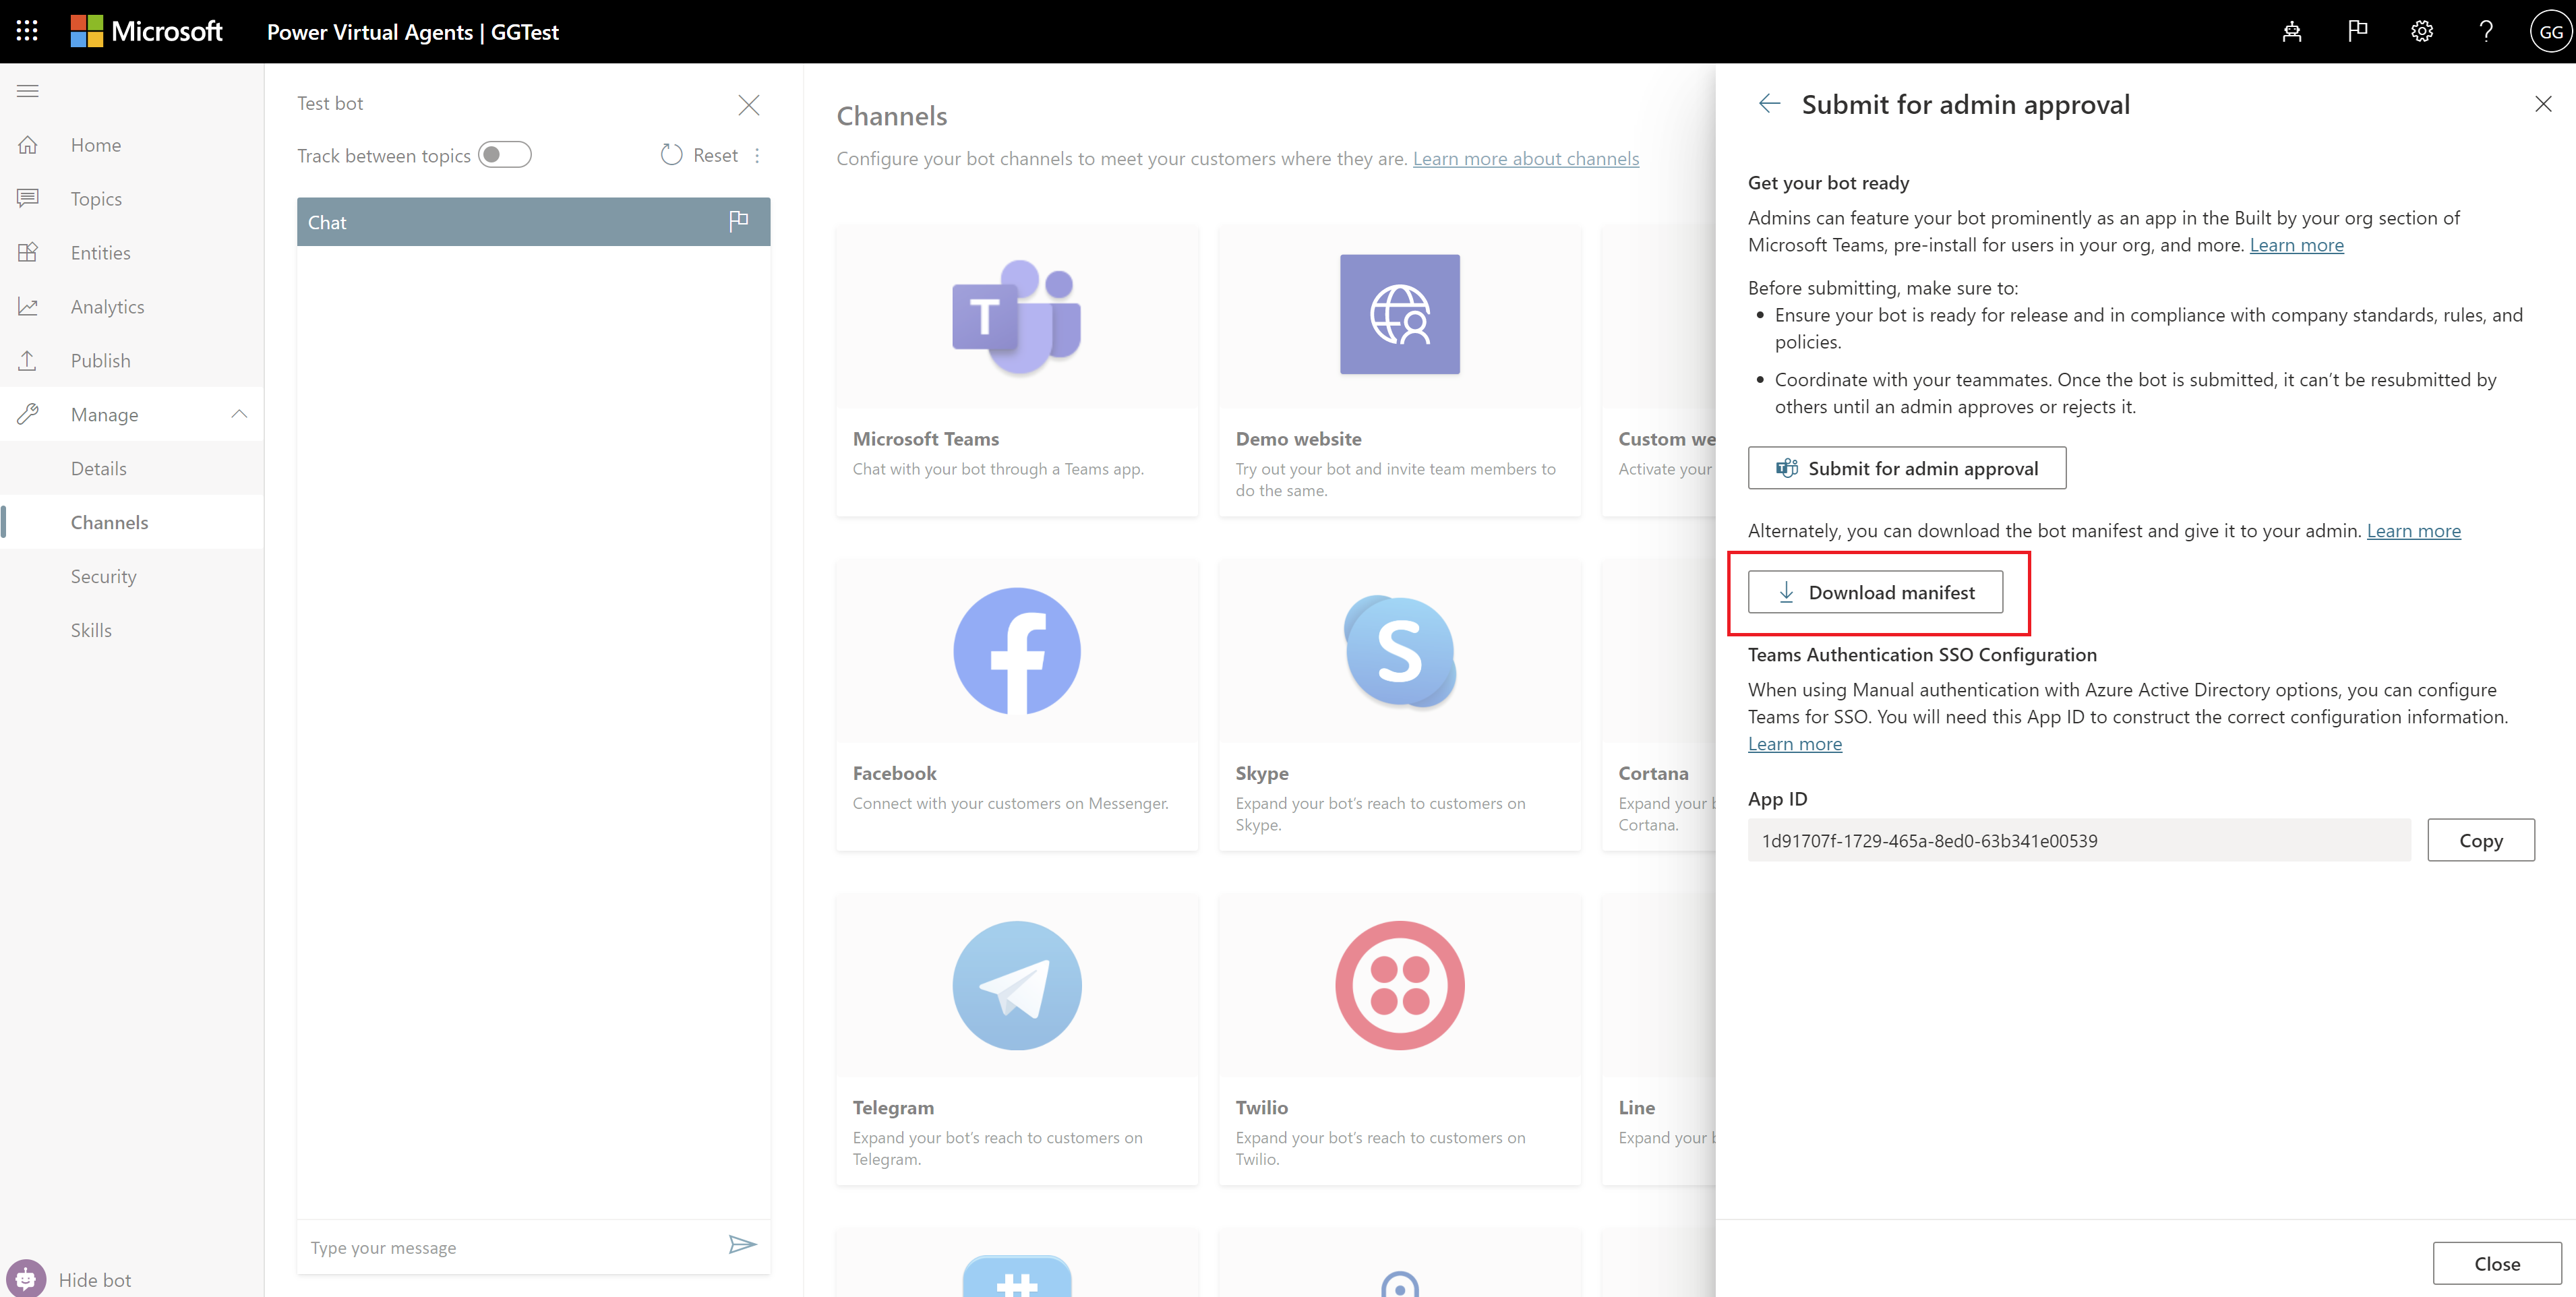 Microsoft
Power Virtual Agents | GGTest
?
GG
Home
Topics
Entities
Analytics
Publish
Manage
Details
Channels
Security
Skills
Hide bot
Test bot
Track between topics
Reset
Chat
Type your message
Channels
Configure your bot channels to meet your customers where they are. Learn more about channels
T
Microsoft Teams
Chat with your bot through a Teams app.
Demo website
Try out your bot and invite team members to
do the same.
Custom we
Activate your
f
Facebook
Connect with your customers on Messenger.
S
Skype
Expand your bot's reach to customers on
Skype.
Cortana
Expand your b
Cortana.
Telegram
Expand your bot's reach to customers on
Telegram.
Twilio
Expand your bot's reach to customers on
Twilio.
Line
Expand your b
#
Submit for admin approval
Get your bot ready
Admins can feature your bot prominently as an app in the Built by your org section of
Microsoft Teams, pre-install for users in your org, and more. Learn more
Before submitting, make sure to:
• Ensure your bot is ready for release and in compliance with company standards, rules, and
policies.
• Coordinate with your teammates. Once the bot is submitted, it can't be resubmitted by
others until an admin approves or rejects it.
Submit for admin approval
Alternately, you can download the bot manifest and give it to your admin. Learn more
Download manifest
Teams Authentication SSO Configuration
When using Manual authentication with Azure Active Directory options, you can configure
Teams for SSO. You will need this App ID to construct the correct configuration information.
Learn more
App ID
1d91707f-1729-465a-8ed0-63b341e00539
Copy
Close